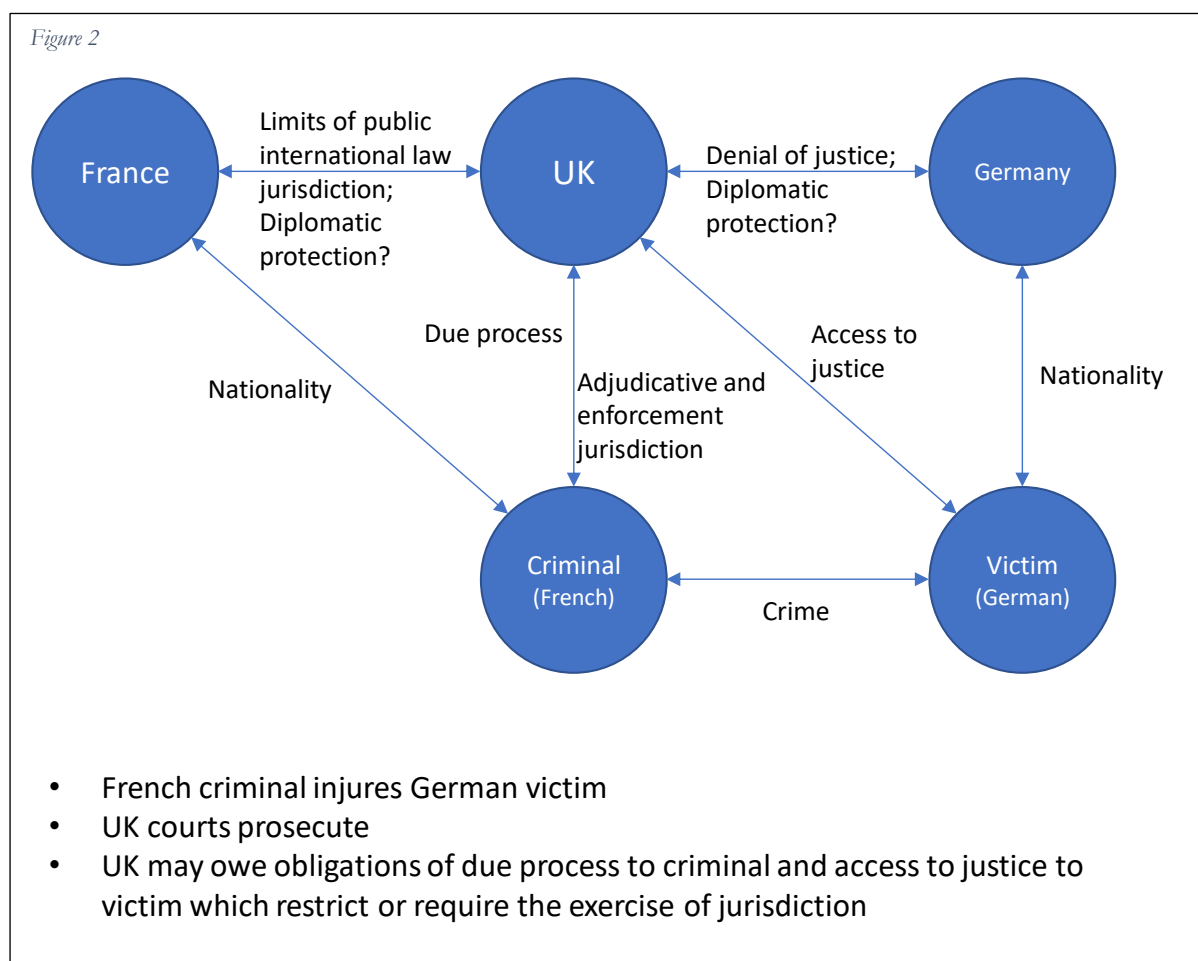 Figure 2
France
Limits of public
international law
jurisdiction;
Diplomatic
protection?
UK
Denial of justice;
Diplomatic
protection?
Germany
Nationality
Due process
Adjudicative and
enforcement
jurisdiction
Access to
justice
Nationality
Criminal
(French)
Crime
Victim
(German)
• French criminal injures German victim
• UK courts prosecute
• UK may owe obligations of due process to criminal and access to justice to
victim which restrict or require the exercise of jurisdiction